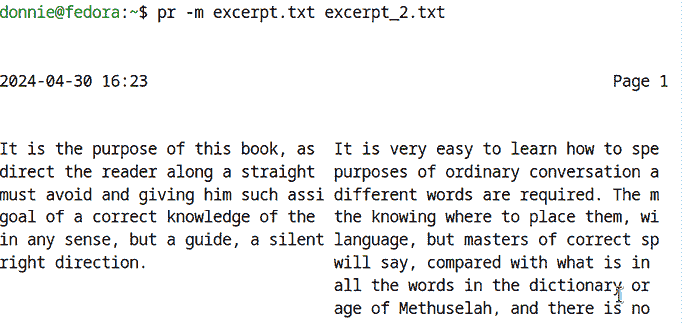 donnie@fedora:~$ pr -m excerpt.txt excerpt_2.txt
2024-04-30 16:23 Page 1
It is the purpose of this book, as It is very easy to learn how to spe
direct the reader along a straight purposes of ordinary conversation a
must avoid and giving him such assi different words are required. The m
goal of a correct knowledge of the the knowing where to place them, wi
in any sense, but a guide, a silent language, but masters of correct sp
right direction. will say, compared with what is in
all the words in the dictionary or
age of Methuselah, and there is no